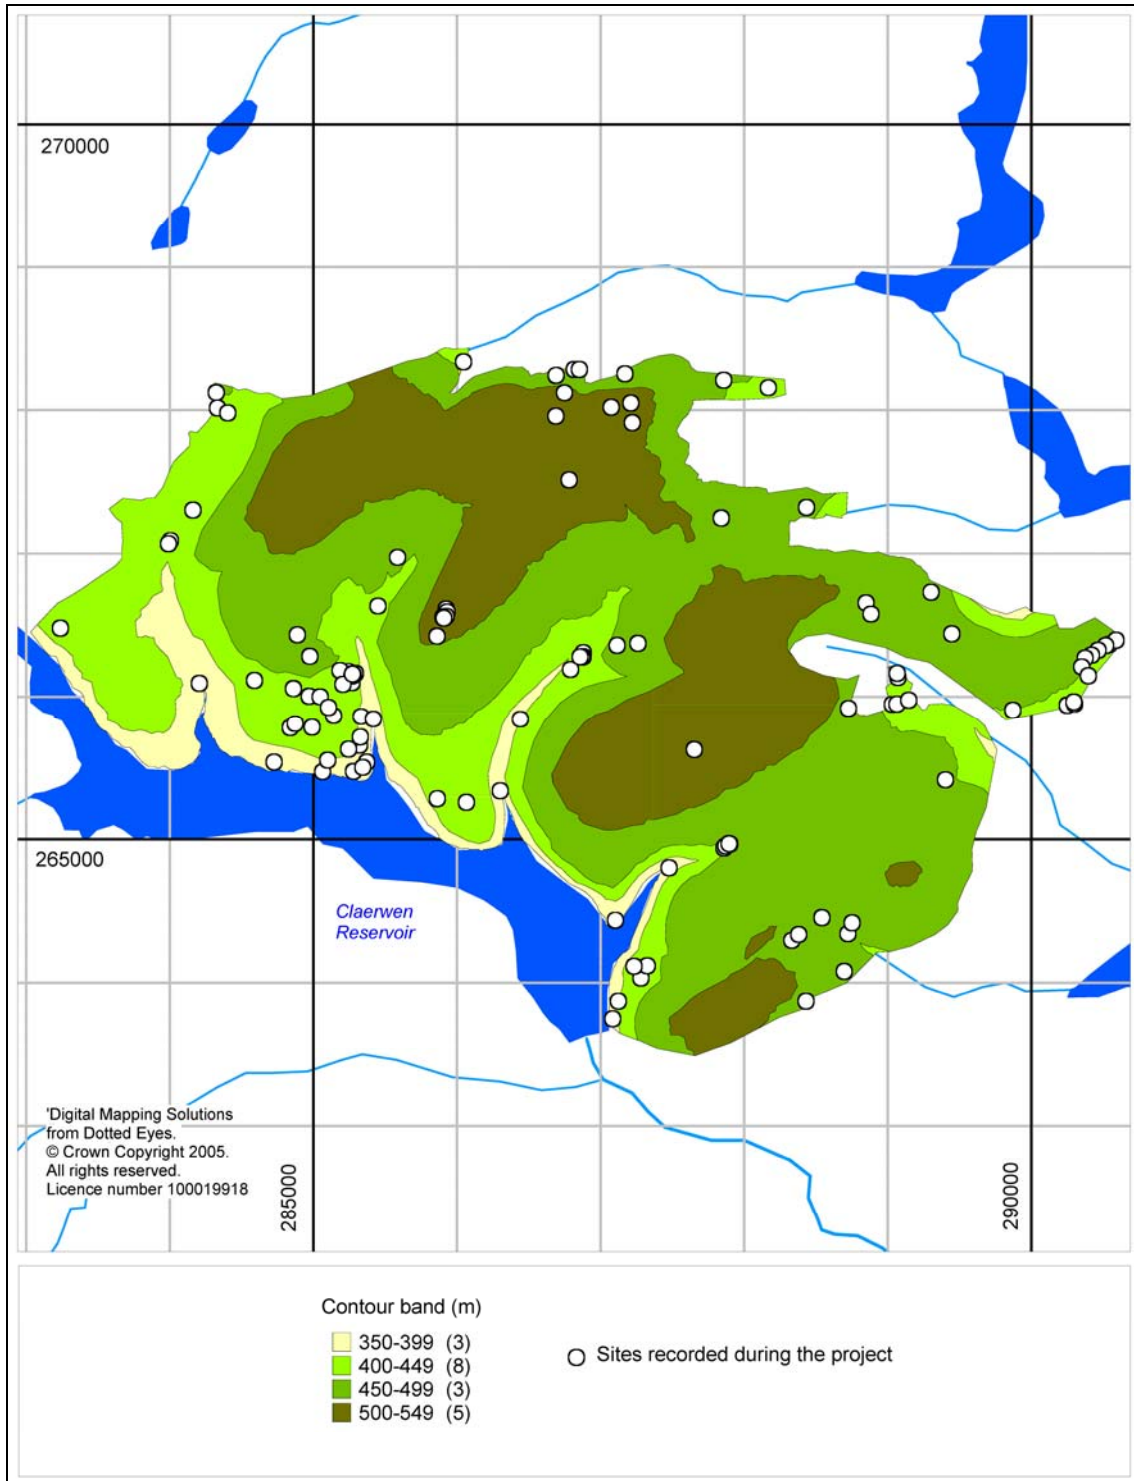 270000
265000
Claerwen
Reservoir
'Digital Mapping Solutions
from Dotted Eyes.
© Crown Copyright 2005.
All rights reserved.
Licence number 100019918
285000
290000
Contour band (m)
350-399 (3)
400-449 (8)
450-499 (3)
500-549 (5)
Sites recorded during the project